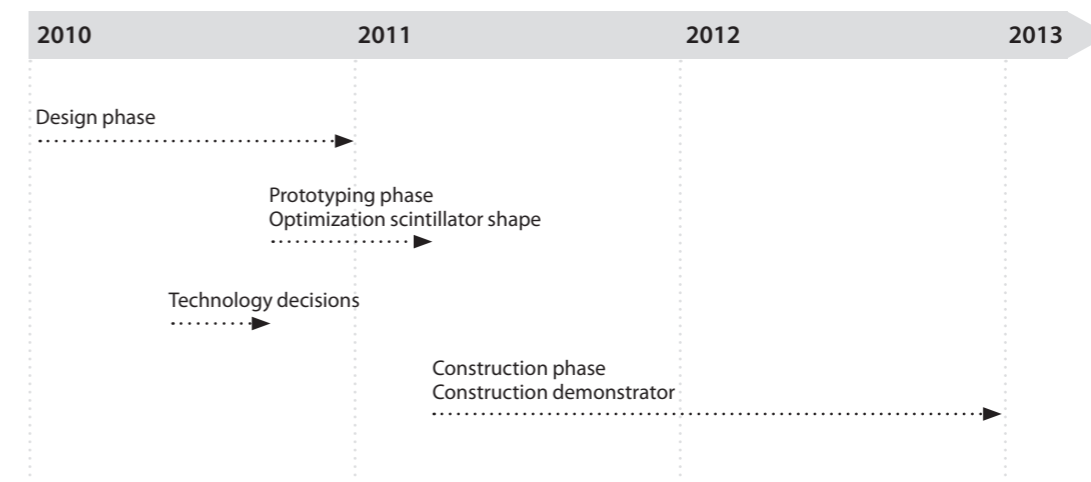 2010 2011 2012 2013
Design phase
Prototyping phase
Optimization scintillator shape
Technology decisions
Construction phase
Construction demonstrator